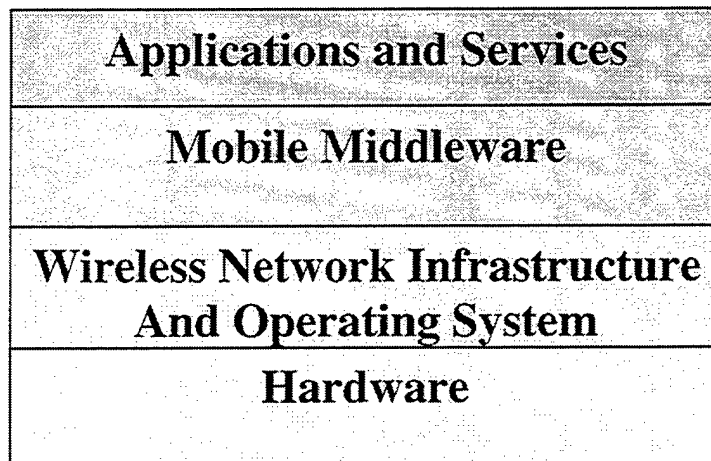 Applications and Services
Mobile Middleware
Wireless Network Infrastructure
And Operating System
Hardware